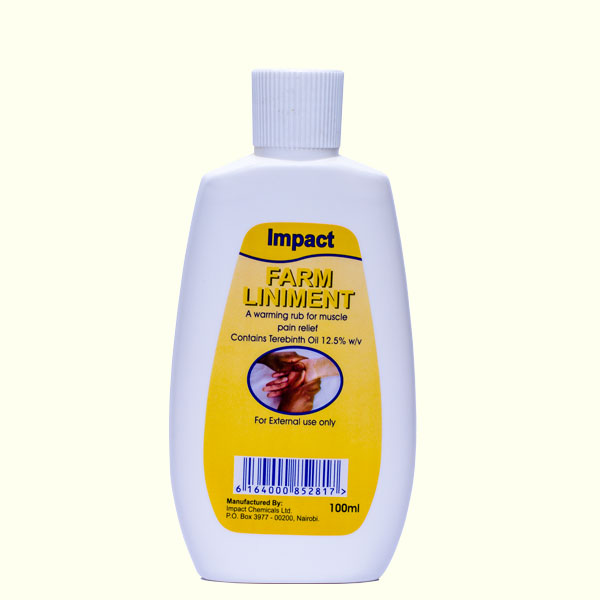 Impact
FARM
LINIMENT
A warming rub for muscle
pain relief
Contains Terebinth Oil 12.5% w/v
For External use only
6 164000 852817 >
Manufactured By:
Impact Chemicals Ltd.
P.O. Box 3977 - 00200, Nairobi.
100ml